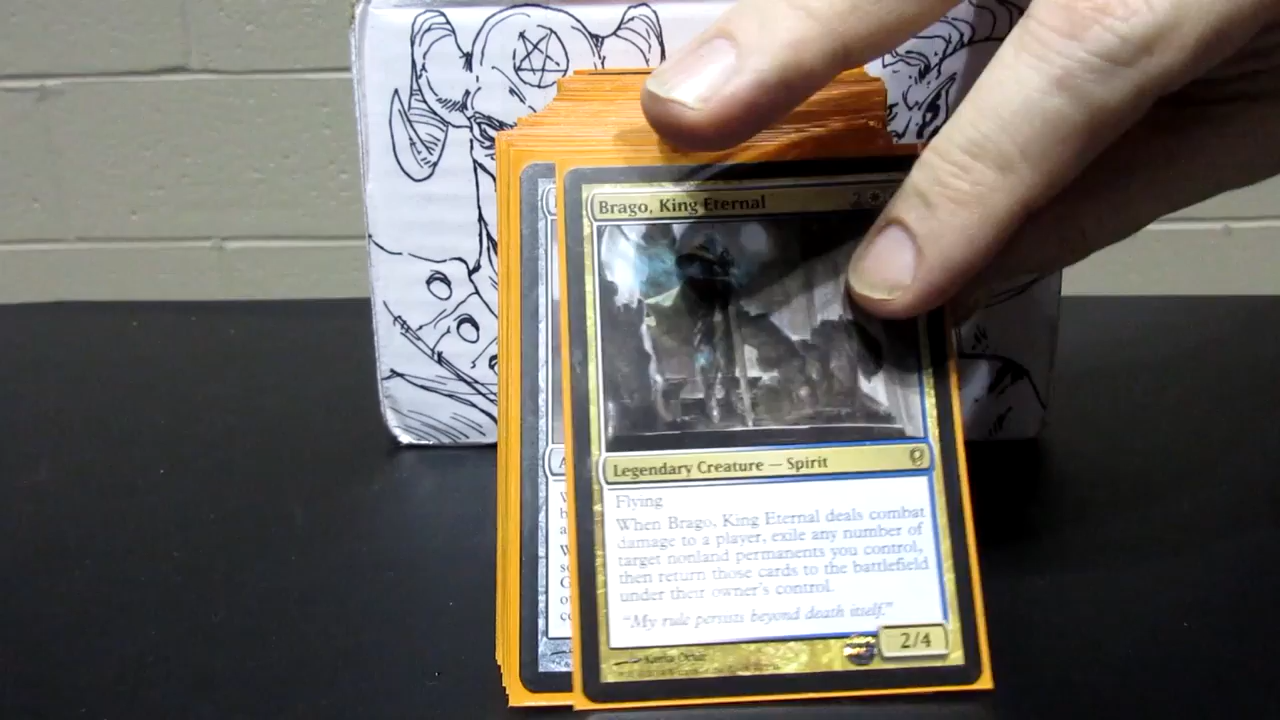 Brago, King Eternal 2
Legendary Creature — Spirit
Flying
When Brago, King Eternal deals combat
damage to a player, exile any number of
target nonland permanents you control,
then return those cards to the battlefield
under their owner's control.
"My rule persists beyond death itself."
2/4